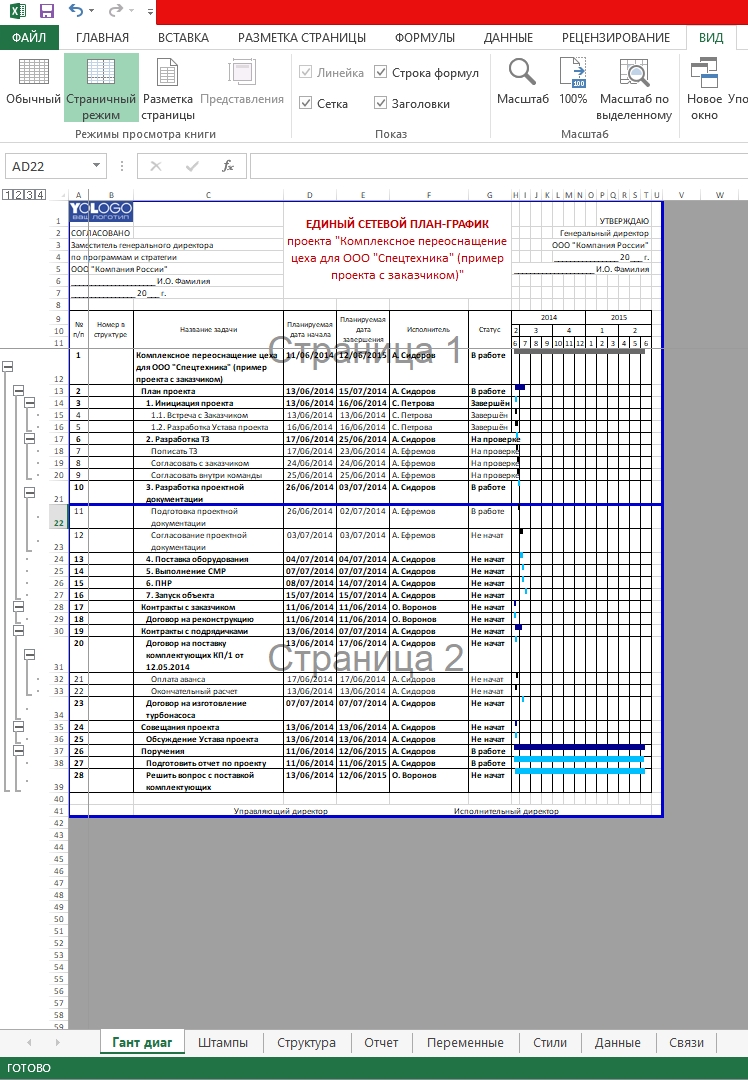 ФАЙЛ ГЛАВНАЯ ВСТАВКА РАЗМЕТКА СТРАНИЦЫ ФОРМУЛЫ ДАННЫЕ РЕЦЕНЗИРОВАНИЕ ВИД
Обычный Страничный режим Разметка страницы Представления
Режимы просмотра книги
Линейка Строка формул
Сетка Заголовки
Показ
Масштаб 100% Масштаб по выделенному
Масштаб
Новое окно Упо
AD22
fx
1 2 3 4
A B C D E F G H I J K L M N O P Q R S T U V W
YOLOGO
ваш логотип
СОГЛАСОВАНО
Заместитель генерального директора
по программам и стратегии
ООО "Компания России"
И.О. Фамилия
20___ г.
ЕДИНЫЙ СЕТЕВОЙ ПЛАН-ГРАФИК
проекта "Комплексное переоснащение
цеха для ООО "Спецтехника" (пример
проекта с заказчиком)"
УТВЕРЖДАЮ
Генеральный директор
ООО "Компания России"
20___ г.
И.О. Фамилия
№ п/п Номер в структуре Название задачи Планируемая дата начала Планируемая дата завершения Исполнитель Статус
2014 2015
2 3 4 1 2
6 7 8 9 10 11 12 1 2 3 4 5 6
Страница 1
1 Комплексное переоснащение цеха для ООО "Спецтехника" (пример проекта с заказчиком) 11/06/2014 12/06/2015 А. Сидоров В работе
2 План проекта 13/06/2014 15/07/2014 А. Сидоров В работе
3 1. Инициация проекта 13/06/2014 16/06/2014 С. Петрова Завершён
4 1.1. Встреча с Заказчиком 13/06/2014 13/06/2014 С. Петрова Завершён
5 1.2. Разработка Устава проекта 16/06/2014 16/06/2014 С. Петрова Завершён
6 2. Разработка ТЗ 17/06/2014 25/06/2014 А. Сидоров На проверке
7 Пописать ТЗ 17/06/2014 23/06/2014 А. Ефремов На проверке
8 Согласовать с заказчиком 24/06/2014 24/06/2014 А. Ефремов На проверке
9 Согласовать внутри команды 25/06/2014 25/06/2014 А. Ефремов На проверке
10 3. Разработка проектной документации 26/06/2014 03/07/2014 А. Сидоров В работе
11 Подготовка проектной документации 26/06/2014 02/07/2014 А. Ефремов В работе
12 Согласование проектной документации 03/07/2014 03/07/2014 А. Ефремов Не начат
13 4. Поставка оборудования 04/07/2014 04/07/2014 А. Сидоров Не начат
14 5. Выполнение СМР 07/07/2014 07/07/2014 А. Сидоров Не начат
15 6. ПНР 08/07/2014 14/07/2014 А. Сидоров Не начат
16 7. Запуск объекта 15/07/2014 15/07/2014 А. Сидоров Не начат
17 Контракты с заказчиком 11/06/2014 11/06/2014 О. Воронов Не начат
18 Договор на реконструкцию 11/06/2014 11/06/2014 О. Воронов Не начат
19 Контракты с подрядчиками 13/06/2014 07/07/2014 А. Сидоров Не начат
20 Договор на поставку комплектующих КП/1 от 12.05.2014 13/06/2014 17/06/2014 А. Сидоров Не начат
Страница 2
21 Оплата аванса 17/06/2014 17/06/2014 А. Сидоров Не начат
22 Окончательный расчет 13/06/2014 13/06/2014 А. Сидоров Не начат
23 Договор на изготовление турбонасоса 07/07/2014 07/07/2014 А. Сидоров Не начат
24 Совещания проекта 13/06/2014 13/06/2014 А. Сидоров Не начат
25 Обсуждение Устава проекта 13/06/2014 13/06/2014 А. Сидоров Не начат
26 Поручения 11/06/2014 12/06/2015 А. Сидоров В работе
27 Подготовить отчет по проекту 11/06/2014 11/06/2015 А. Сидоров В работе
28 Решить вопрос с поставкой комплектующих 13/06/2014 12/06/2015 О. Воронов Не начат
Управляющий директор Исполнительный директор
Гант диаг Штампы Структура Отчет Переменные Стили Данные Связи
ГОТОВО